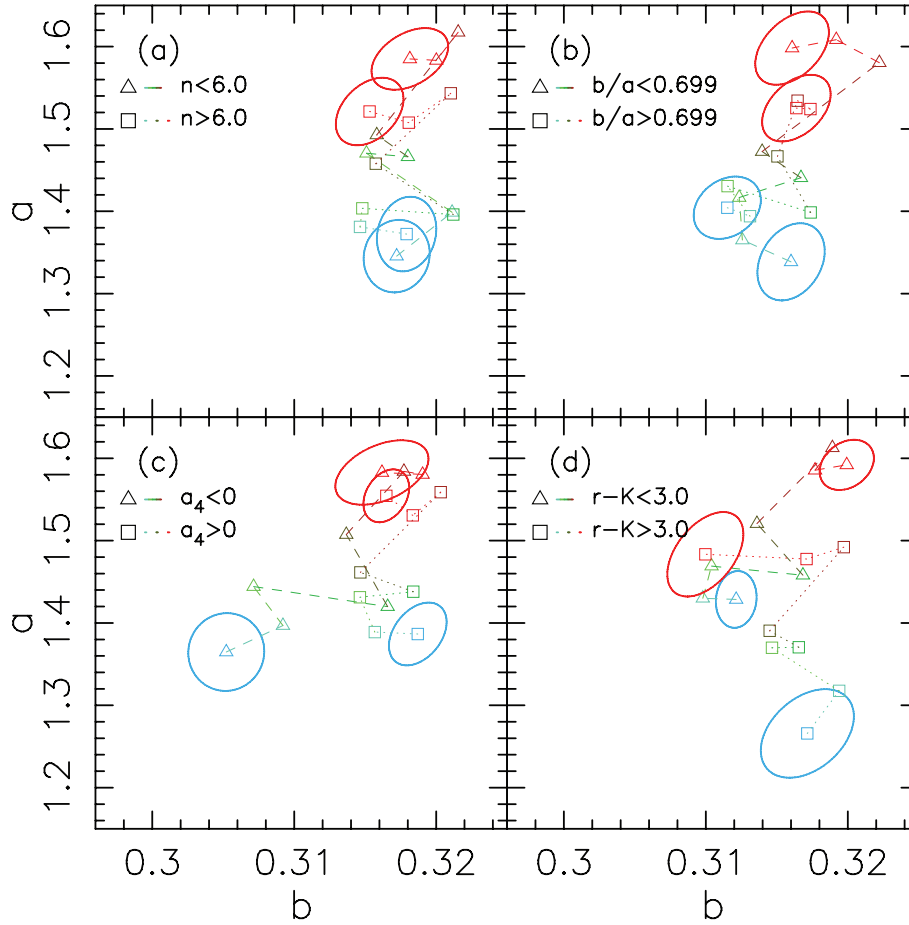 (a)
n<6.0
n>6.0
(b)
b/a<0.699
b/a>0.699
1.6
1.5
1.4
1.3
1.2
a
(c)
a₄<0
a₄>0
(d)
r-K<3.0
r-K>3.0
1.6
1.5
1.4
1.3
1.2
a
0.3 0.31 0.32 0.3 0.31 0.32
b b